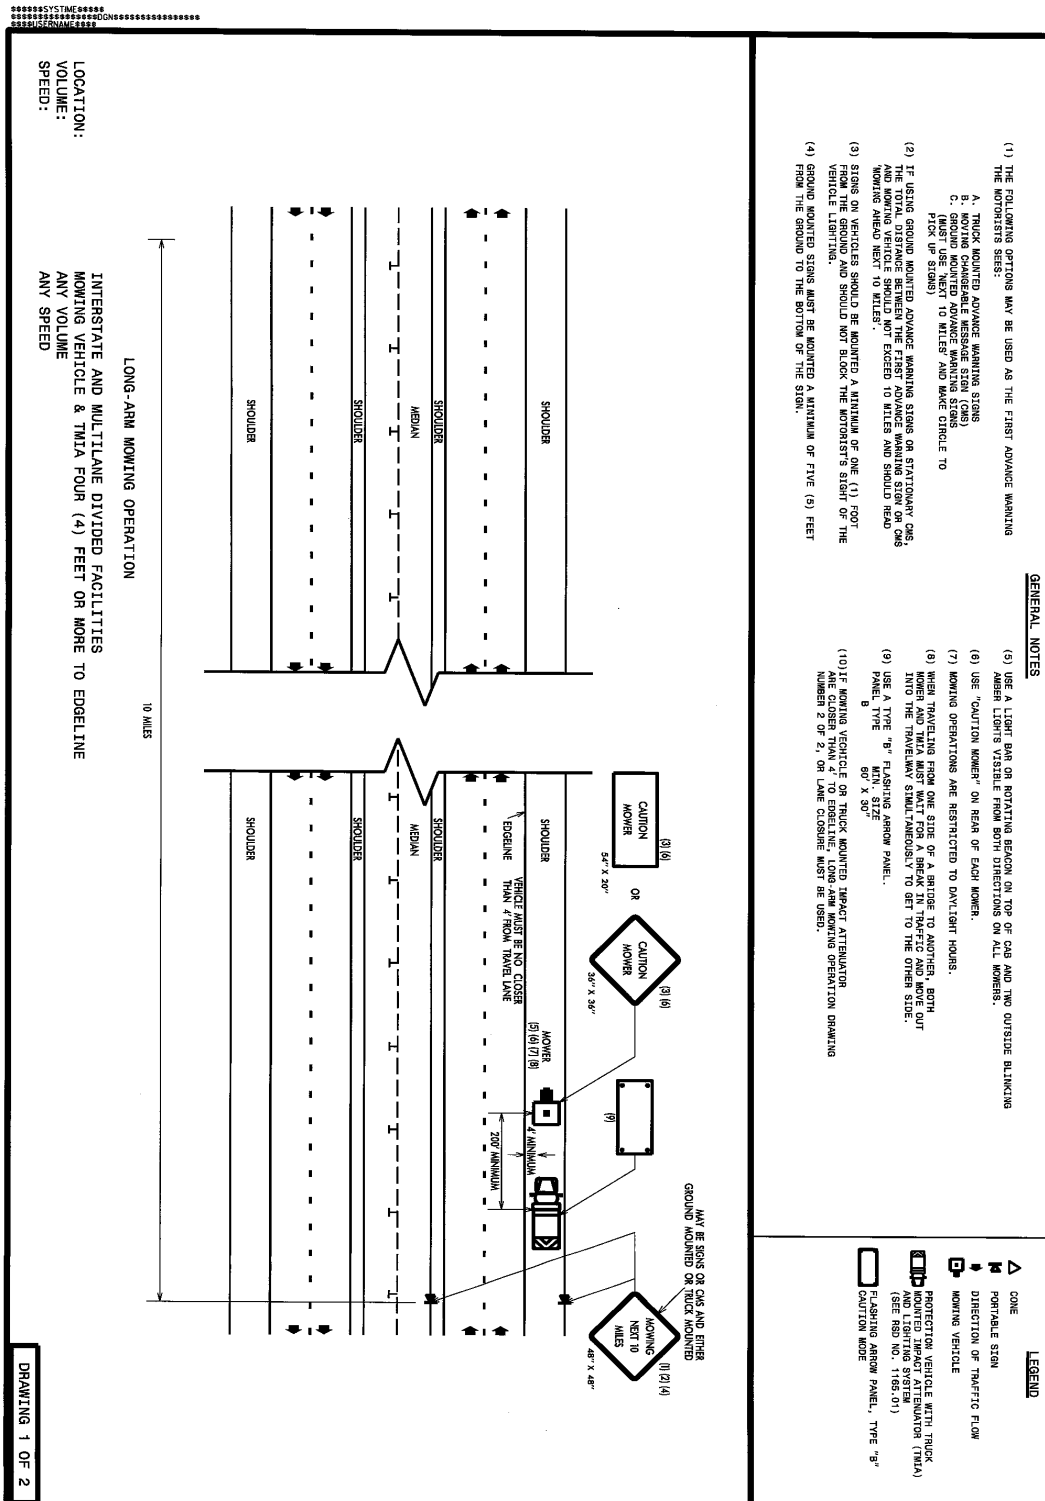 $$$$$$SYSTIME$$$$$
$$$$$$$$$$$$$$$DGN$$$$$$$$$$$$$$$
$$$$USERNAME$$$$
GENERAL NOTES
(1) THE FOLLOWING OPTIONS MAY BE USED AS THE FIRST ADVANCE WARNING
THE MOTORISTS SEES:
A. TRUCK MOUNTED ADVANCE WARNING SIGNS
B. MOVING CHANGEABLE MESSAGE SIGN (CMS)
C. GROUND MOUNTED ADVANCE WARNING SIGNS
(MUST USE 'NEXT 10 MILES' AND MAKE CIRCLE TO
PICK UP SIGNS)
(2) IF USING GROUND MOUNTED ADVANCE WARNING SIGNS OR STATIONARY CMS,
THE TOTAL DISTANCE BETWEEN THE FIRST ADVANCE WARNING SIGN OR CMS
AND MOWING VEHICLE SHOULD NOT EXCEED 10 MILES AND SHOULD READ
'MOWING AHEAD NEXT 10 MILES'.
(3) SIGNS ON VEHICLES SHOULD BE MOUNTED A MINIMUM OF ONE (1) FOOT
FROM THE GROUND AND SHOULD NOT BLOCK THE MOTORIST'S SIGHT OF THE
VEHICLE LIGHTING.
(4) GROUND MOUNTED SIGNS MUST BE MOUNTED A MINIMUM OF FIVE (5) FEET
FROM THE GROUND TO THE BOTTOM OF THE SIGN.
(5) USE A LIGHT BAR OR ROTATING BEACON ON TOP OF CAB AND TWO OUTSIDE BLINKING
AMBER LIGHTS VISIBLE FROM BOTH DIRECTIONS ON ALL MOWERS.
(6) USE "CAUTION MOWER" ON REAR OF EACH MOWER.
(7) MOWING OPERATIONS ARE RESTRICTED TO DAYLIGHT HOURS.
(8) WHEN TRAVELING FROM ONE SIDE OF A BRIDGE TO ANOTHER, BOTH
MOWER AND TMIA MUST WAIT FOR A BREAK IN TRAFFIC AND MOVE OUT
INTO THE TRAVELWAY SIMULTANEOUSLY TO GET TO THE OTHER SIDE.
(9) USE A TYPE "B" FLASHING ARROW PANEL.
PANEL TYPE MIN. SIZE
B 60" X 30"
(10)IF MOWING VECHICLE OR TRUCK MOUNTED IMPACT ATTENUATOR
ARE CLOSER THAN 4' TO EDGELINE, LONG-ARM MOWING OPERATION DRAWING
NUMBER 2 OF 2, OR LANE CLOSURE MUST BE USED.
LEGEND
CONE
PORTABLE SIGN
DIRECTION OF TRAFFIC FLOW
MOWING VEHICLE
PROTECTION VEHICLE WITH TRUCK
MOUNTED IMPACT ATTENUATOR (TMIA)
AND LIGHTING SYSTEM
(SEE RSD NO. 1165.01)
FLASHING ARROW PANEL, TYPE "B"
CAUTION MODE
(3) (6)
CAUTION
MOWER
54" X 20"
OR
(3) (6)
CAUTION
MOWER
36" X 36"
(9)
MAY BE SIGNS OR CMS AND EITHER
GROUND MOUNTED OR TRUCK MOUNTED
(1) (2) (4)
MOWING
NEXT 10
MILES
48" X 48"
SHOULDER
SHOULDER
MOWER
(5) (6) (7) (8)
EDGELINE
VEHICLE MUST BE NO CLOSER
THAN 4' FROM TRAVEL LANE
4' MINIMUM
200' MINIMUM
SHOULDER
SHOULDER
MEDIAN
MEDIAN
SHOULDER
SHOULDER
SHOULDER
SHOULDER
10 MILES
LONG-ARM MOWING OPERATION
LOCATION: INTERSTATE AND MULTILANE DIVIDED FACILITIES
MOWING VEHICLE & TMIA FOUR (4) FEET OR MORE TO EDGELINE
VOLUME: ANY VOLUME
SPEED: ANY SPEED
DRAWING 1 OF 2